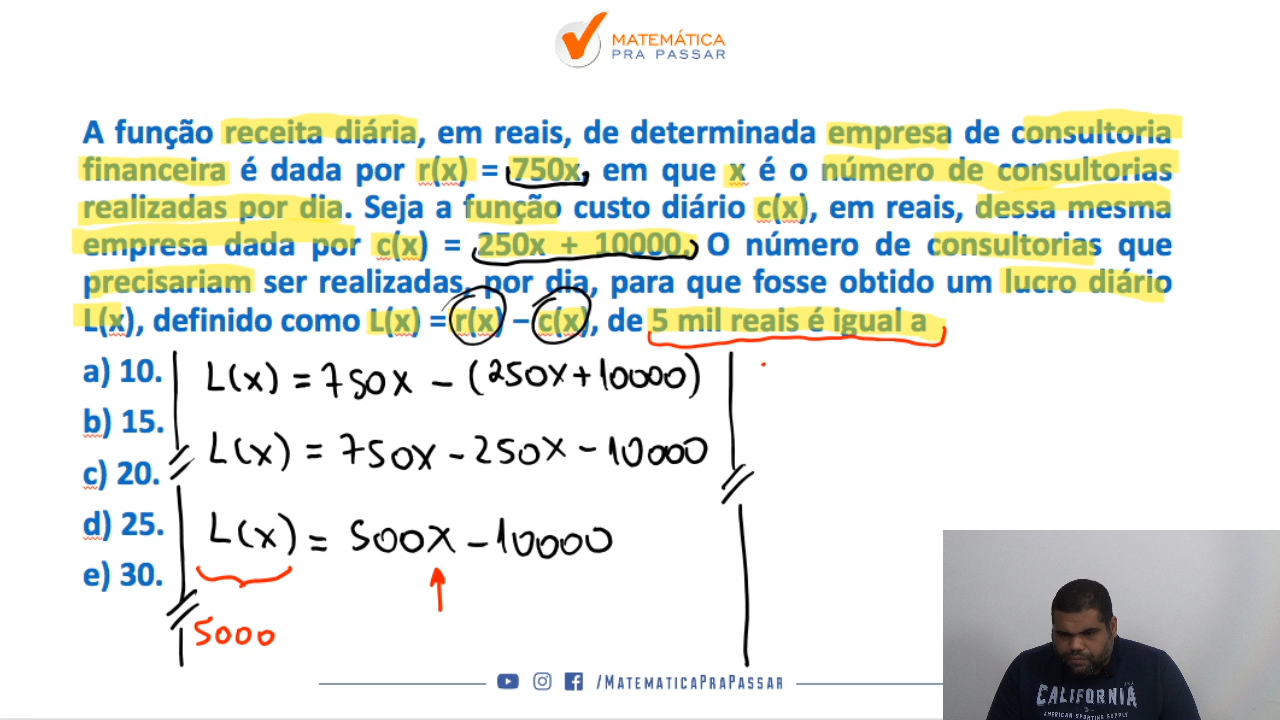 MATEMÁTICA
PRA PASSAR
A função receita diária, em reais, de determinada empresa de consultoria
financeira é dada por r(x) = 750x, em que x é o número de consultorias
realizadas por dia. Seja a função custo diário c(x), em reais, dessa mesma
empresa dada por c(x) = 250x + 10000. O número de consultorias que
precisariam ser realizadas, por dia, para que fosse obtido um lucro diário
L(x), definido como L(x) = r(x) – c(x), de 5 mil reais é igual a
a) 10.
L(x) = 750x - (250x+10000)
b) 15.
L(x) = 750x - 250x - 10000
c) 20.
d) 25.
L(x) = 500x - 10000
e) 30.
5000
/MatematicaPraPassar
CALIFORNIA
AMERICAN SPORTING SUPPLY